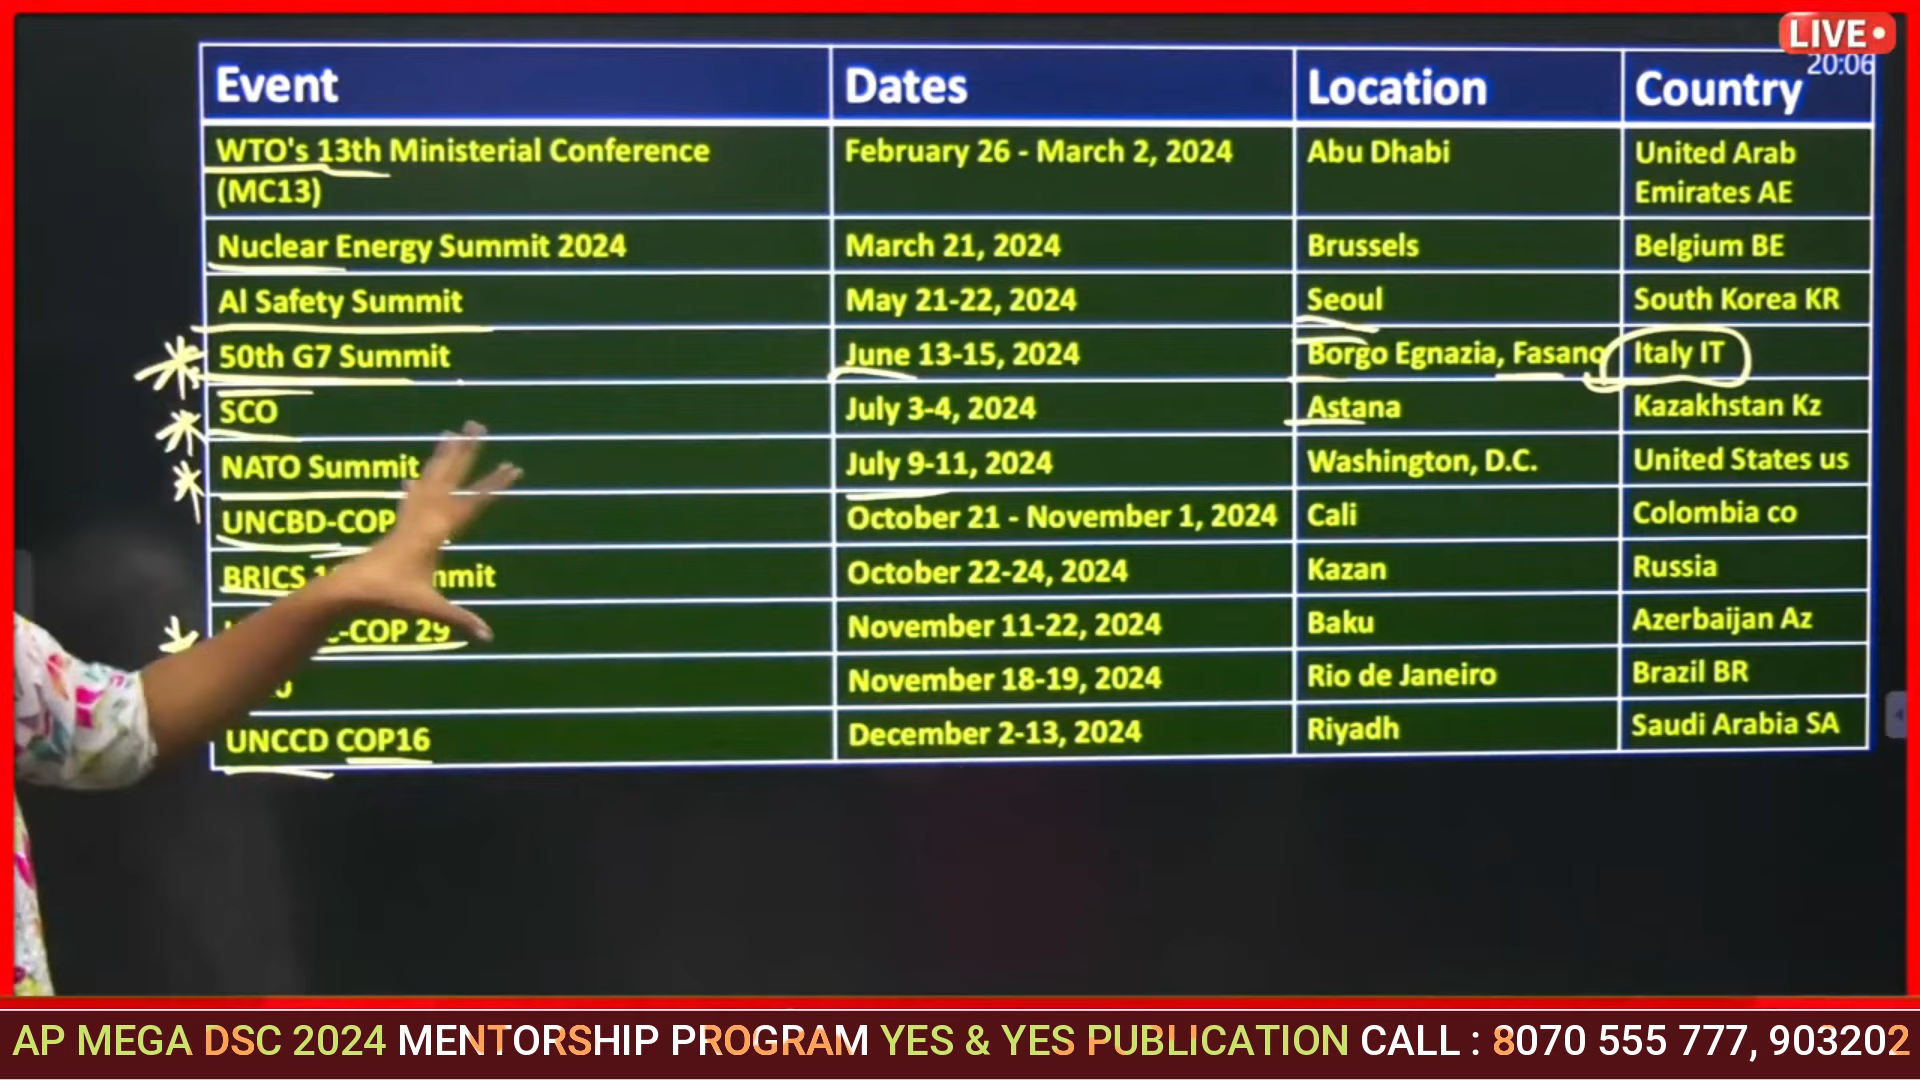 LIVE
20:06
Event Dates Location Country
WTO's 13th Ministerial Conference (MC13) February 26 - March 2, 2024 Abu Dhabi United Arab Emirates AE
Nuclear Energy Summit 2024 March 21, 2024 Brussels Belgium BE
AI Safety Summit May 21-22, 2024 Seoul South Korea KR
50th G7 Summit June 13-15, 2024 Borgo Egnazia, Fasano Italy IT
SCO July 3-4, 2024 Astana Kazakhstan Kz
NATO Summit July 9-11, 2024 Washington, D.C. United States us
UNCBD-COP October 21 - November 1, 2024 Cali Colombia co
BRICS October 22-24, 2024 Kazan Russia
COP 29 November 11-22, 2024 Baku Azerbaijan Az
November 18-19, 2024 Rio de Janeiro Brazil BR
UNCCD COP16 December 2-13, 2024 Riyadh Saudi Arabia SA
AP MEGA DSC 2024 MENTORSHIP PROGRAM YES & YES PUBLICATION CALL : 8070 555 777, 903202